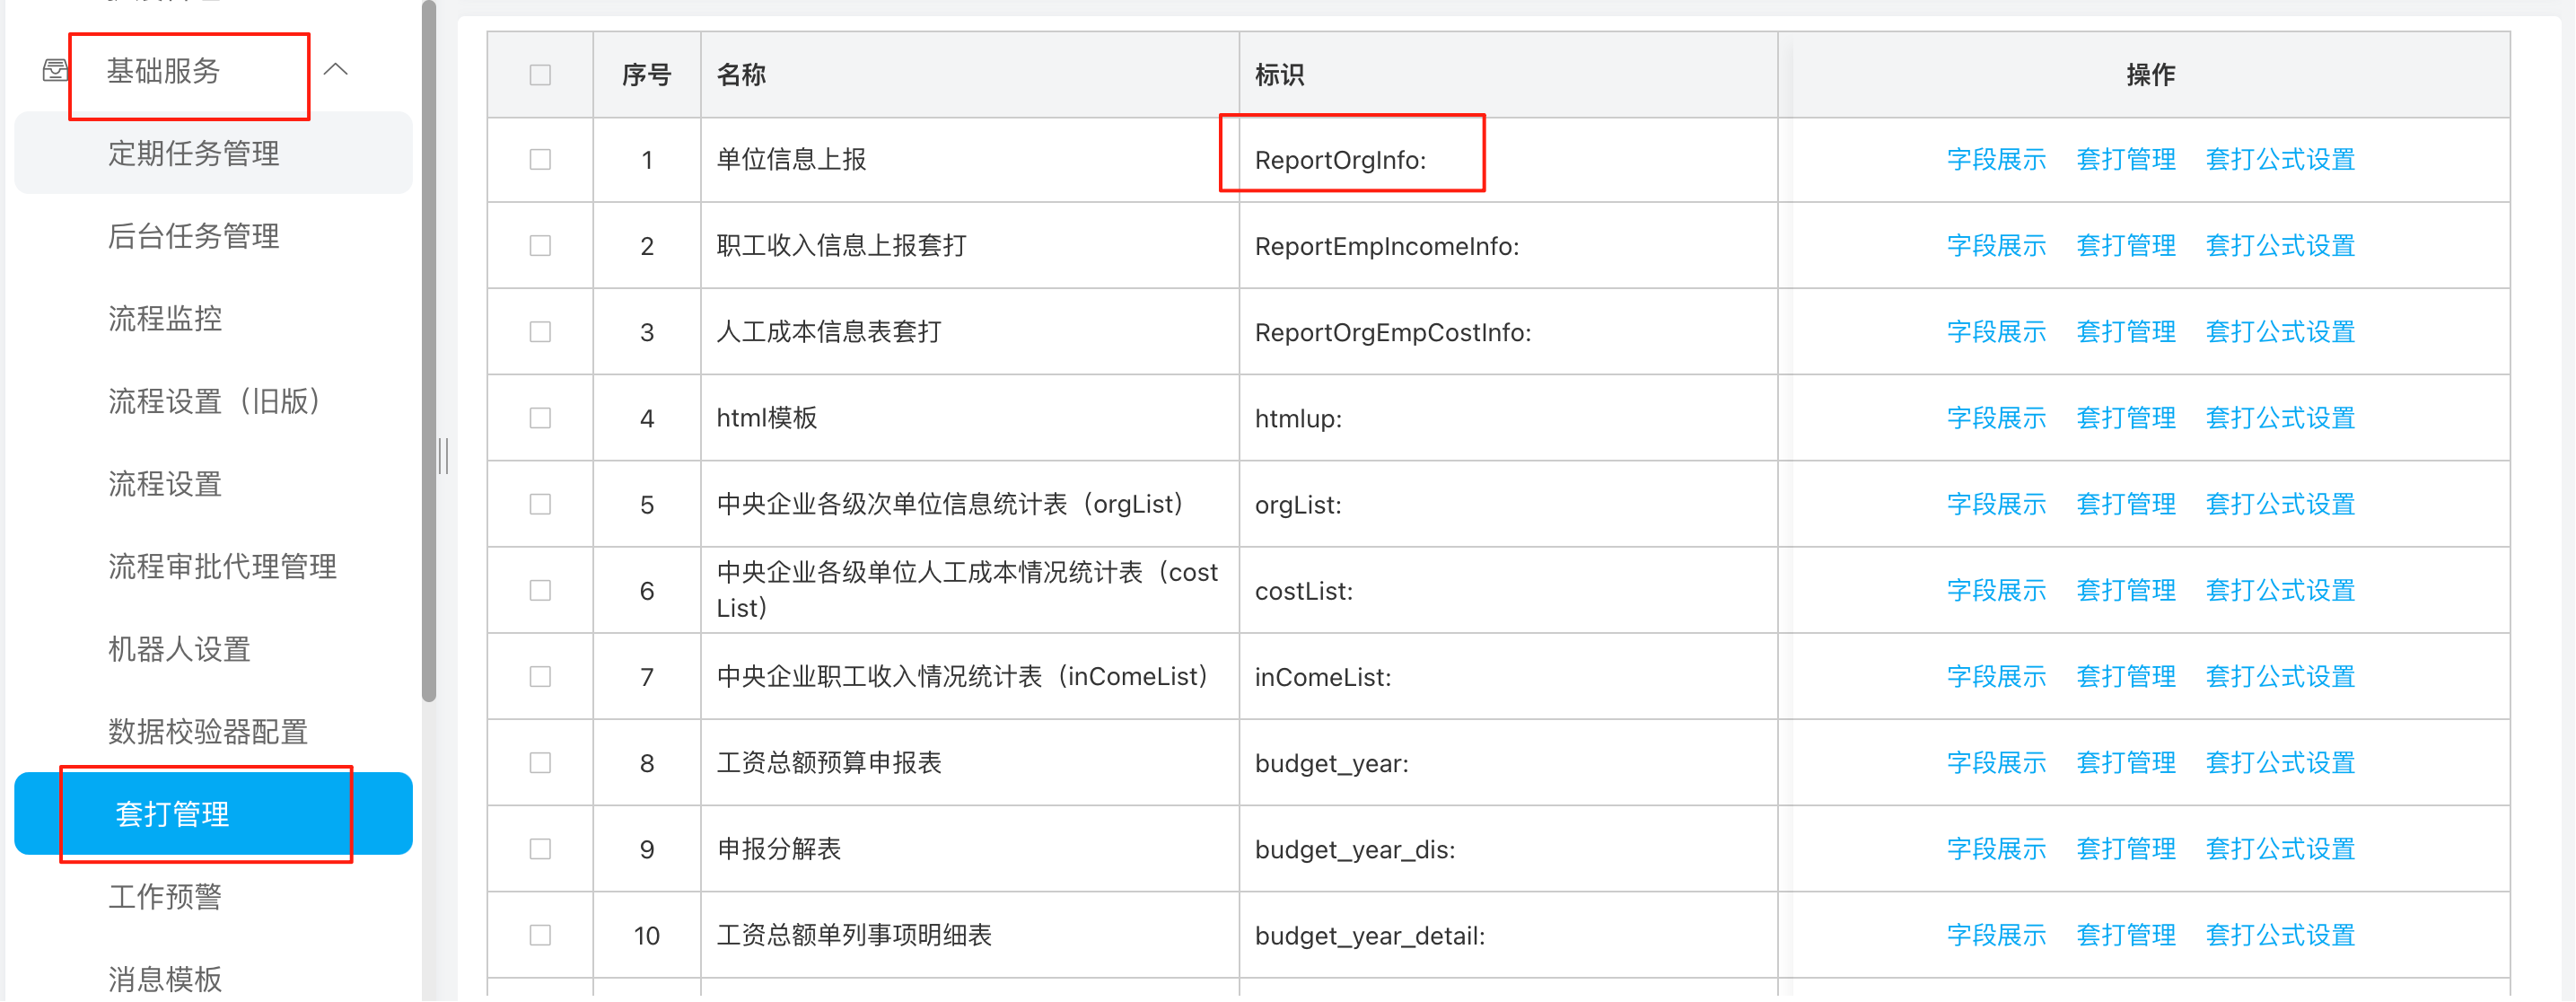 基础服务
定期任务管理
后台任务管理
流程监控
流程设置（旧版）
流程设置
流程审批代理管理
机器人设置
数据校验器配置
套打管理
工作预警
消息模板
序号 名称 标识 操作
1 单位信息上报 ReportOrgInfo: 字段展示 套打管理 套打公式设置
2 职工收入信息上报套打 ReportEmpIncomeInfo: 字段展示 套打管理 套打公式设置
3 人工成本信息表套打 ReportOrgEmpCostInfo: 字段展示 套打管理 套打公式设置
4 html模板 htmlup: 字段展示 套打管理 套打公式设置
5 中央企业各级次单位信息统计表（orgList） orgList: 字段展示 套打管理 套打公式设置
6 中央企业各级单位人工成本情况统计表（cost
List） costList: 字段展示 套打管理 套打公式设置
7 中央企业职工收入情况统计表（inComeList） inComeList: 字段展示 套打管理 套打公式设置
8 工资总额预算申报表 budget_year: 字段展示 套打管理 套打公式设置
9 申报分解表 budget_year_dis: 字段展示 套打管理 套打公式设置
10 工资总额单列事项明细表 budget_year_detail: 字段展示 套打管理 套打公式设置